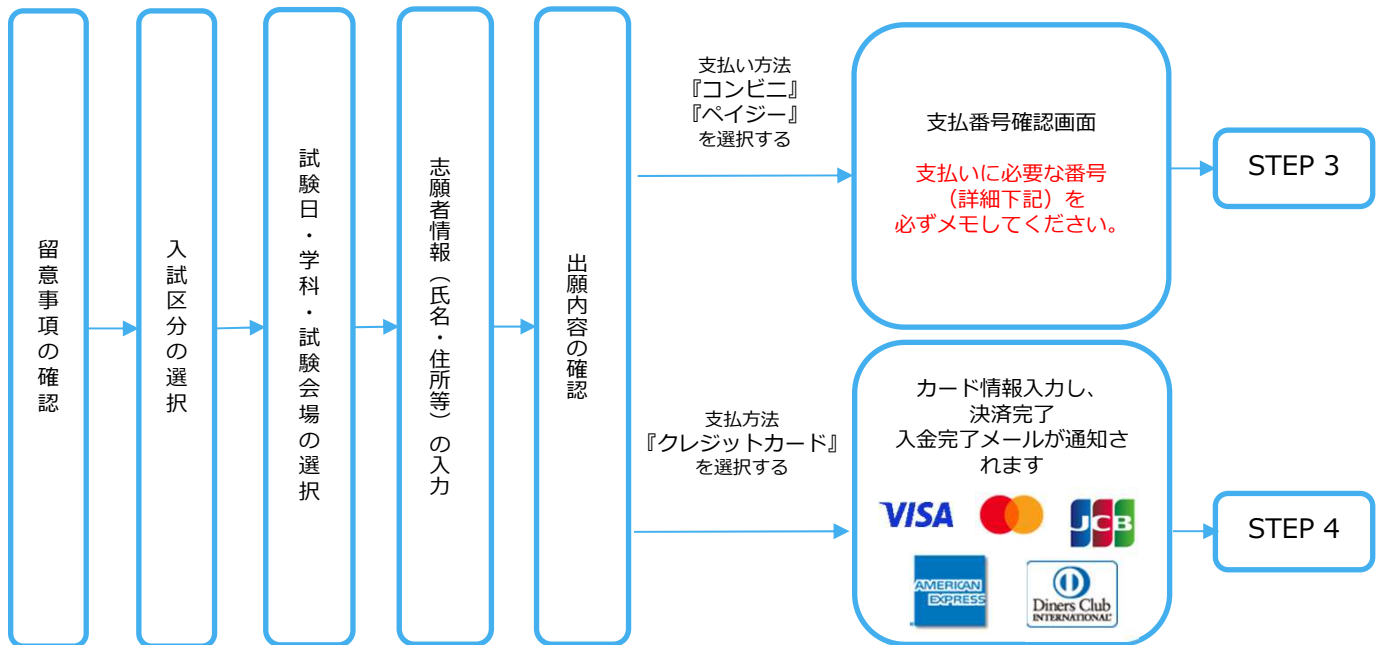 留意事項の確認
入試区分の選択
試験日・学科・試験会場の選択
志願者情報（氏名・住所等）の入力
出願内容の確認
支払い方法
『コンビニ』
『ペイジー』
を選択する
支払番号確認画面
支払いに必要な番号
（詳細下記）を
必ずメモしてください。
STEP 3
支払方法
『クレジットカード』
を選択する
カード情報入力し、
決済完了
入金完了メールが通知さ
れます
VISA
JCB
AMERICAN
EXPRESS
Diners Club
INTERNATIONAL
STEP 4